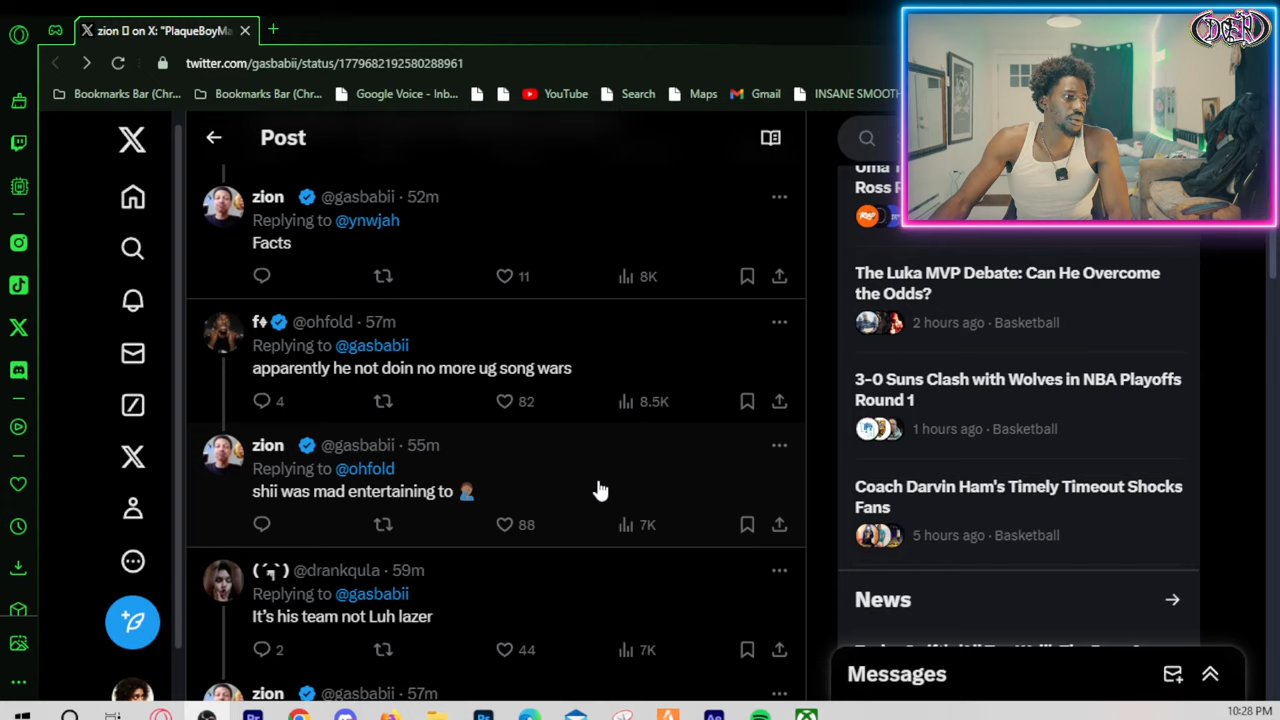 zion 𓃵 on X: "PlaqueBoyMa
twitter.com/gasbabii/status/1779682192580288961
Bookmarks Bar (Chr...
Bookmarks Bar (Chr...
Google Voice - Inb...
YouTube
Search
Maps
Gmail
INSANE SMOOTH
Post
zion @gasbabii · 52m
Replying to @ynwjah
Facts
11
8K
@ohfold · 57m
Replying to @gasbabii
apparently he not doin no more ug song wars
4
82
8.5K
zion @gasbabii · 55m
Replying to @ohfold
shii was mad entertaining to 🤦🏾‍♂️
88
7K
@drankqula · 59m
Replying to @gasbabii
It's his team not Luh lazer
2
44
7K
zion @gasbabii · 57m
The Luka MVP Debate: Can He Overcome
the Odds?
2 hours ago · Basketball
3-0 Suns Clash with Wolves in NBA Playoffs
Round 1
1 hours ago · Basketball
Coach Darvin Ham's Timely Timeout Shocks
Fans
5 hours ago · Basketball
News
Messages
10:28 PM